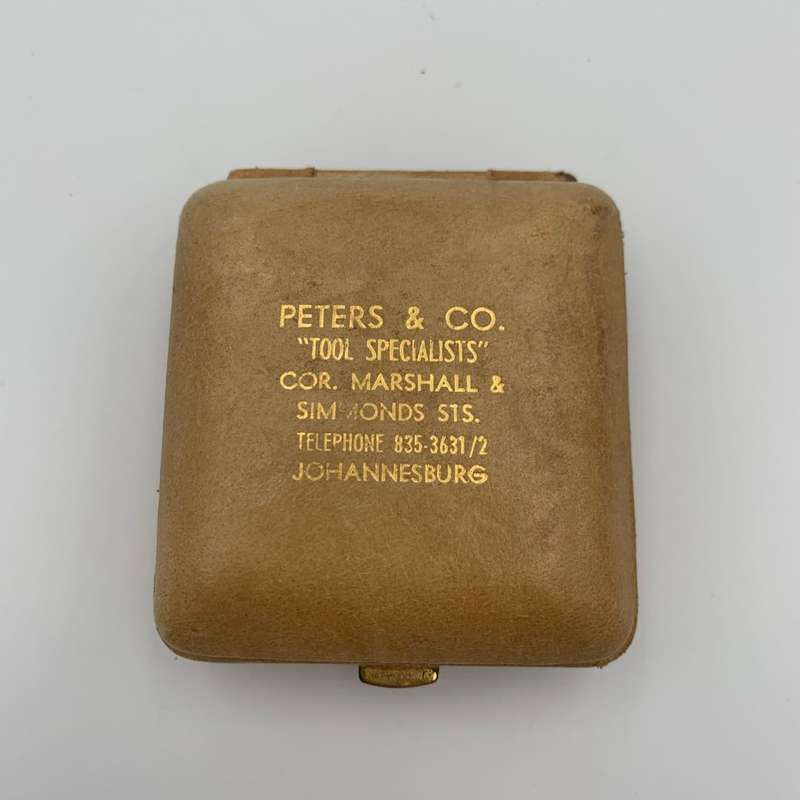 PETERS & CO.
"TOOL SPECIALISTS"
COR. MARSHALL &
SIMMONDS STS.
TELEPHONE 835-3631/2
JOHANNESBURG